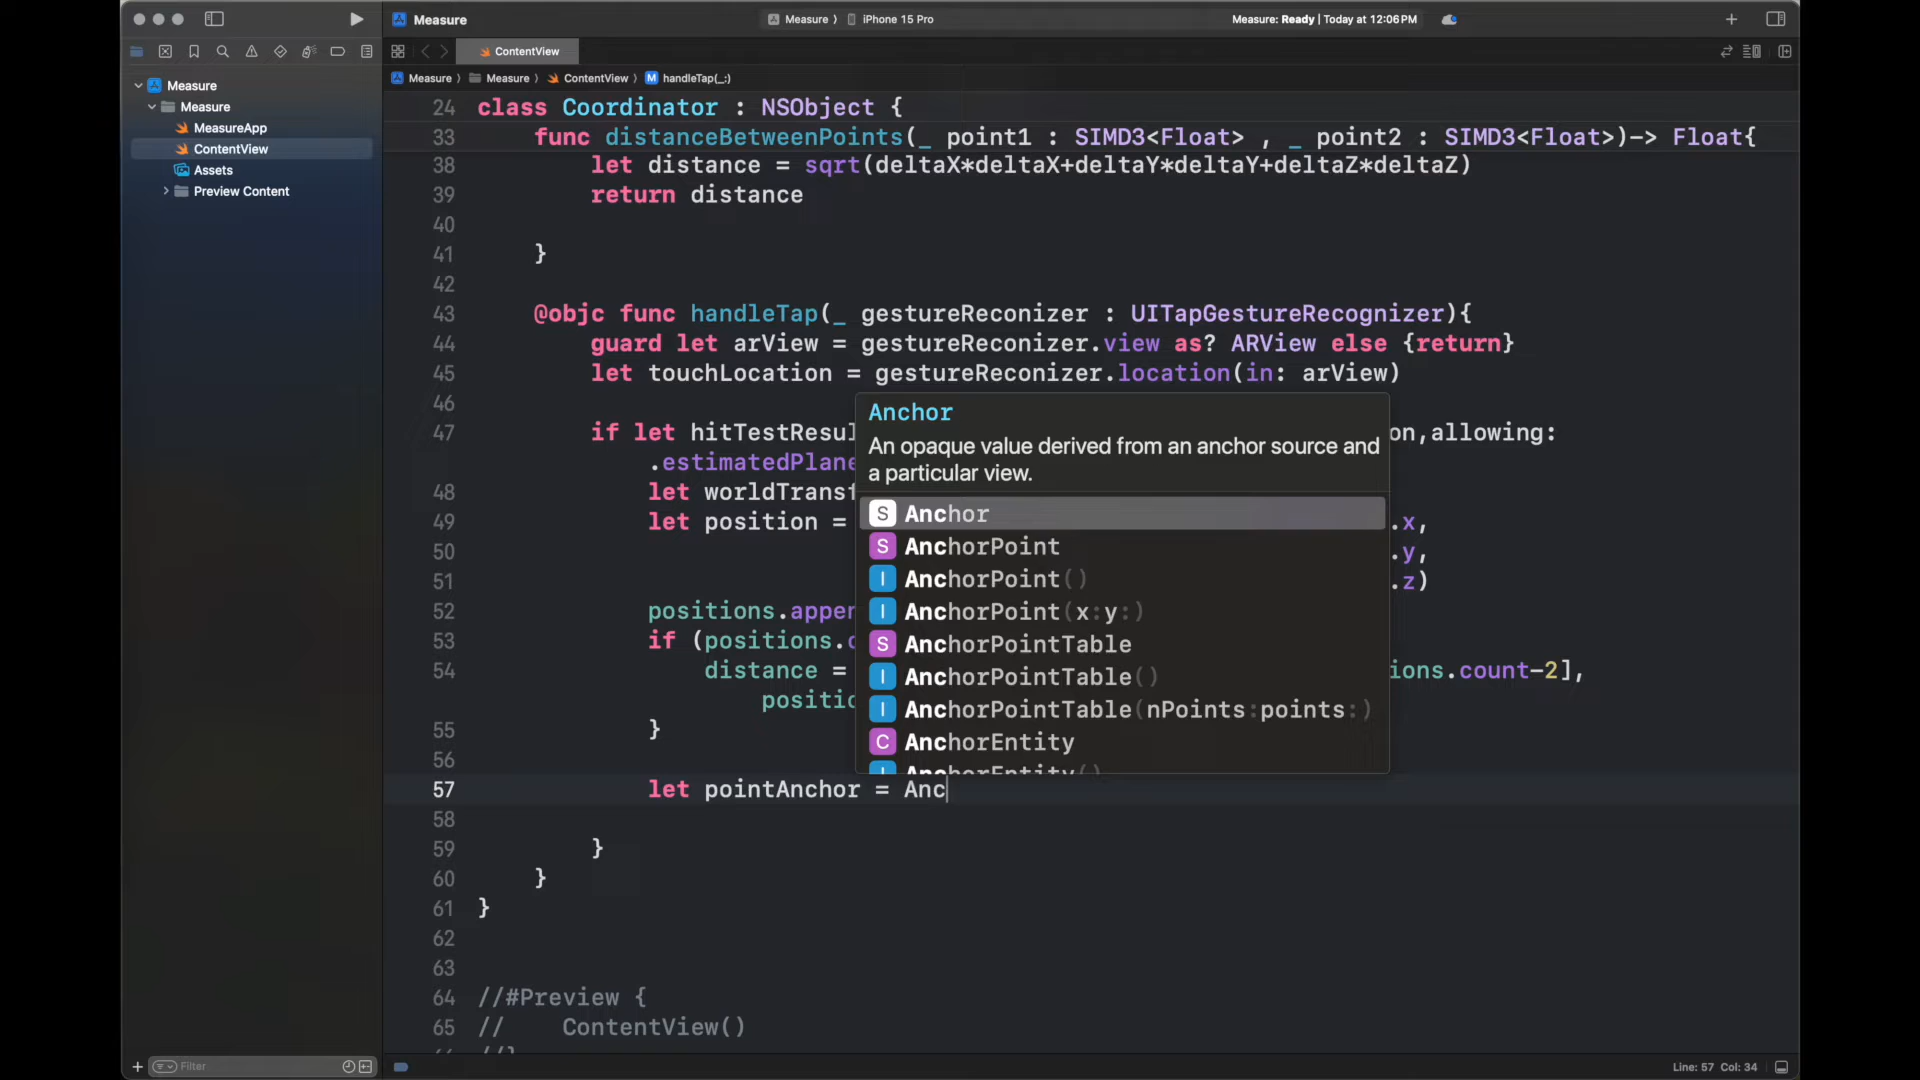 Measure
Measure ⟩ iPhone 15 Pro
Measure: Ready | Today at 12:06 PM
ContentView
Measure ⟩ Measure ⟩ ContentView ⟩ M handleTap(_:)
Measure
Measure
MeasureApp
ContentView
Assets
Preview Content
24 class Coordinator : NSObject {
33 func distanceBetweenPoints(_ point1 : SIMD3<Float> , _ point2 : SIMD3<Float>)-> Float{
38 let distance = sqrt(deltaX*deltaX+deltaY*deltaY+deltaZ*deltaZ)
39 return distance
40
41 }
42
43 @objc func handleTap(_ gestureReconizer : UITapGestureRecognizer){
44 guard let arView = gestureReconizer.view as? ARView else {return}
45 let touchLocation = gestureReconizer.location(in: arView)
46
47 if let hitTestResul on,allowing:
.estimatedPlane
48 let worldTransf
49 let position = .x,
50 .y,
51 .z)
52 positions.appen
53 if (positions.c
54 distance = ions.count-2],
positio
55 }
56
57 let pointAnchor = Anc
58
59 }
60 }
61 }
62
63
64 //#Preview {
65 // ContentView()
Anchor
An opaque value derived from an anchor source and
a particular view.
S Anchor
S AnchorPoint
I AnchorPoint()
I AnchorPoint(x:y:)
S AnchorPointTable
I AnchorPointTable()
I AnchorPointTable(nPoints:points:)
C AnchorEntity
I AnchorEntity()
Filter
Line: 57 Col: 34